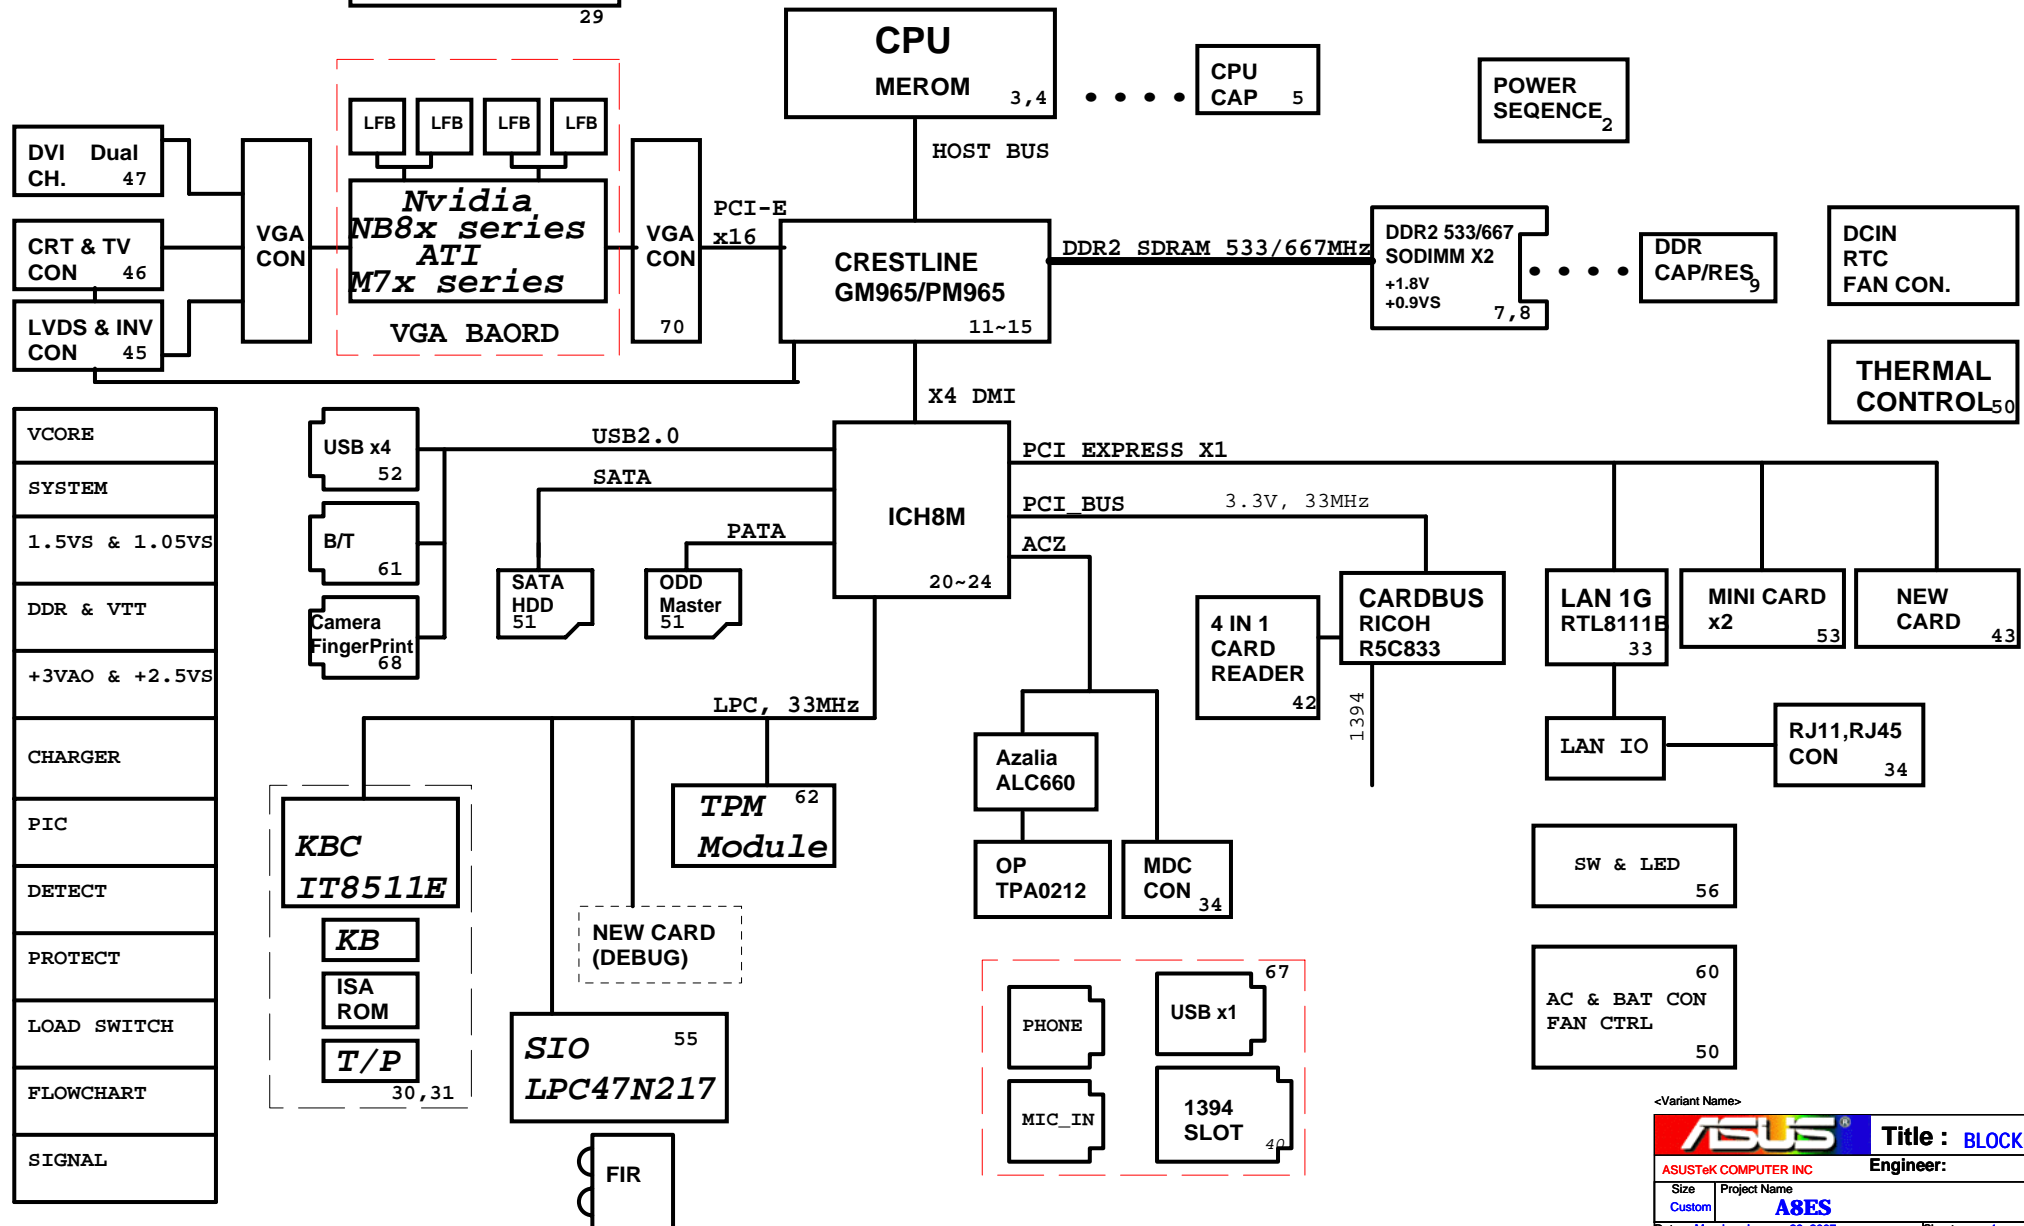 29
CPU
MEROM 3,4
CPU
CAP 5
POWER
SEQENCE 2
LFB LFB LFB LFB
HOST BUS
DVI Dual
CH. 47
CRT & TV
CON 46
LVDS & INV
CON 45
VGA
CON
Nvidia
NB8x series
ATI
M7x series
VGA BAORD
VGA
CON
70
PCI-E
x16
CRESTLINE
GM965/PM965
11~15
DDR2 SDRAM 533/667MHz
DDR2 533/667
SODIMM X2
+1.8V
+0.9VS
7,8
DDR
CAP/RES 9
DCIN
RTC
FAN CON.
THERMAL
CONTROL 50
X4 DMI
VCORE
SYSTEM
1.5VS & 1.05VS
DDR & VTT
+3VAO & +2.5VS
CHARGER
PIC
DETECT
PROTECT
LOAD SWITCH
FLOWCHART
SIGNAL
USB x4
52
B/T
61
Camera
FingerPrint
68
USB2.0
SATA
PATA
SATA
HDD
51
ODD
Master
51
ICH8M
20~24
PCI EXPRESS X1
PCI_BUS 3.3V, 33MHz
ACZ
4 IN 1
CARD
READER
42
CARDBUS
RICOH
R5C833
1394
LAN 1G
RTL8111B
33
MINI CARD
x2 53
NEW
CARD 43
LAN IO
RJ11,RJ45
CON 34
LPC, 33MHz
KBC
IT8511E
KB
ISA
ROM
T/P
30,31
TPM 62
Module
NEW CARD
(DEBUG)
SIO 55
LPC47N217
FIR
Azalia
ALC660
OP
TPA0212
MDC
CON 34
67
PHONE
USB x1
MIC_IN
1394
SLOT 40
SW & LED
56
60
AC & BAT CON
FAN CTRL
50
<Variant Name>
ASUS ® Title : BLOCK
ASUSTeK COMPUTER INC Engineer:
Size Project Name
Custom A8ES